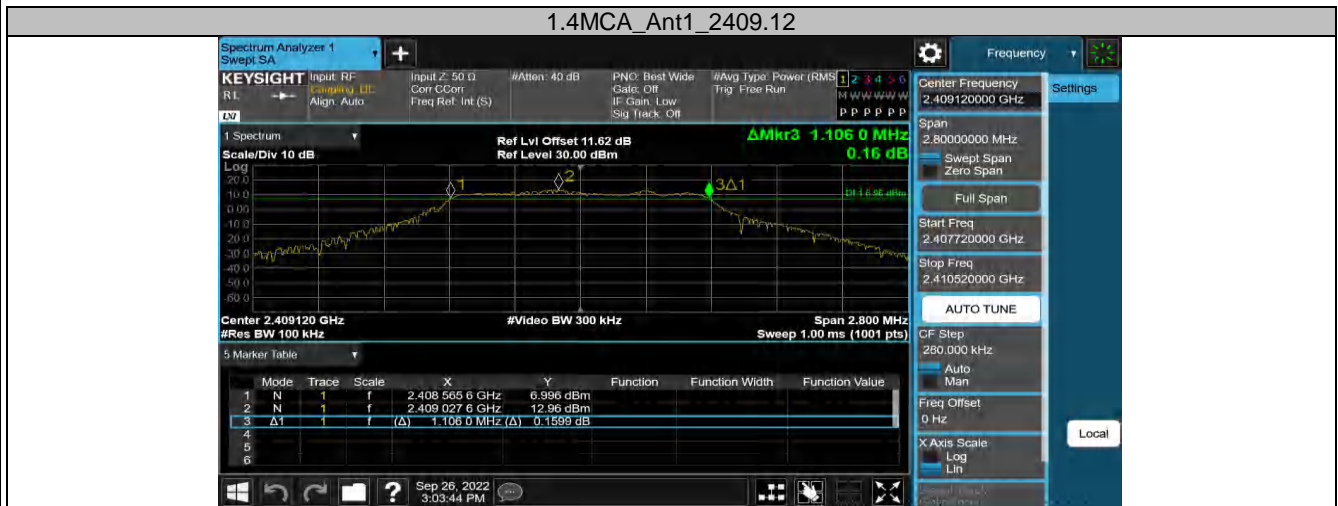 1.4MCA_Ant1_2409.12
Spectrum Analyzer 1
Swept SA
+
Frequency
KEYSIGHT
RL
LXI
Input: RF
Coupling: DC
Align: Auto
Input Z: 50 Ω
Corr CCorr
Freq Ref: Int (S)
#Atten: 40 dB
PNO: Best Wide
Gate: Off
IF Gain: Low
Sig Track: Off
#Avg Type: Power (RMS
Trig: Free Run
1 2 3 4 5 6
M W W W W W
P P P P P P
Center Frequency
2.409120000 GHz
Settings
Span
2.80000000 MHz
Swept Span
Zero Span
Full Span
Start Freq
2.407720000 GHz
Stop Freq
2.410520000 GHz
AUTO TUNE
CF Step
280.000 kHz
Auto
Man
Freq Offset
0 Hz
X Axis Scale
Log
Lin
Local
1 Spectrum
Scale/Div 10 dB
Ref Lvl Offset 11.62 dB
Ref Level 30.00 dBm
ΔMkr3 1.106 0 MHz
0.16 dB
Log
20.0
10.0
0.00
-10.0
-20.0
-30.0
-40.0
-50.0
-60.0
1
2
3Δ1
Center 2.409120 GHz
#Res BW 100 kHz
#Video BW 300 kHz
Span 2.800 MHz
Sweep 1.00 ms (1001 pts)
5 Marker Table
Mode Trace Scale X Y Function Function Width Function Value
1 N 1 f 2.408 565 6 GHz 6.996 dBm
2 N 1 f 2.409 027 6 GHz 12.96 dBm
3 Δ1 1 f (Δ) 1.106 0 MHz (Δ) 0.1599 dB
4
5
6
?
Sep 26, 2022
3:03:44 PM